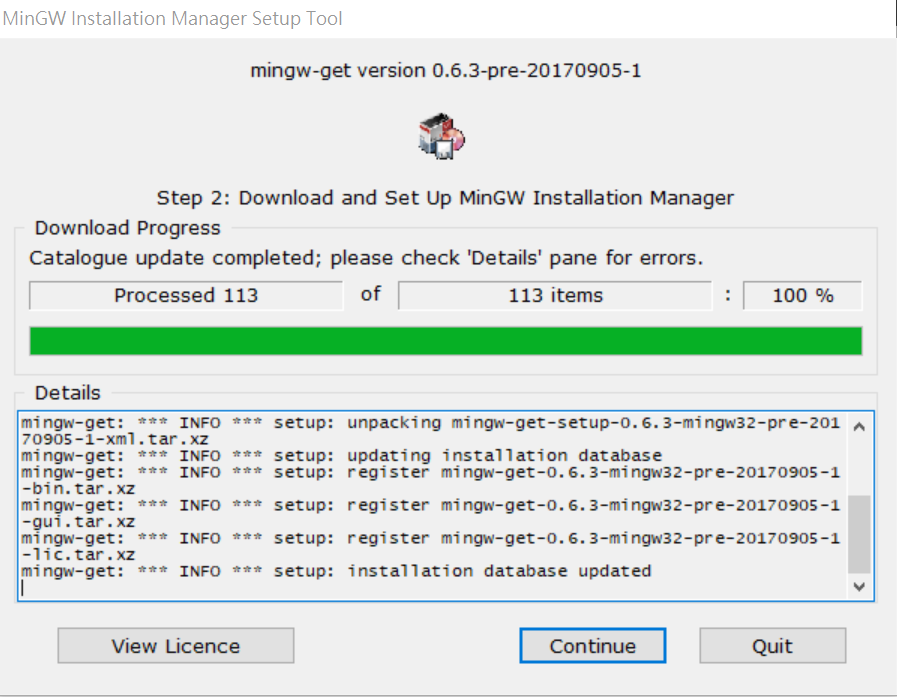 MinGW Installation Manager Setup Tool
mingw-get version 0.6.3-pre-20170905-1
Step 2: Download and Set Up MinGW Installation Manager
Download Progress
Catalogue update completed; please check 'Details' pane for errors.
Processed 113 of 113 items : 100 %
Details
mingw-get: *** INFO *** setup: unpacking mingw-get-setup-0.6.3-mingw32-pre-201
70905-1-xml.tar.xz
mingw-get: *** INFO *** setup: updating installation database
mingw-get: *** INFO *** setup: register mingw-get-0.6.3-mingw32-pre-20170905-1
-bin.tar.xz
mingw-get: *** INFO *** setup: register mingw-get-0.6.3-mingw32-pre-20170905-1
-gui.tar.xz
mingw-get: *** INFO *** setup: register mingw-get-0.6.3-mingw32-pre-20170905-1
-lic.tar.xz
mingw-get: *** INFO *** setup: installation database updated
View Licence Continue Quit